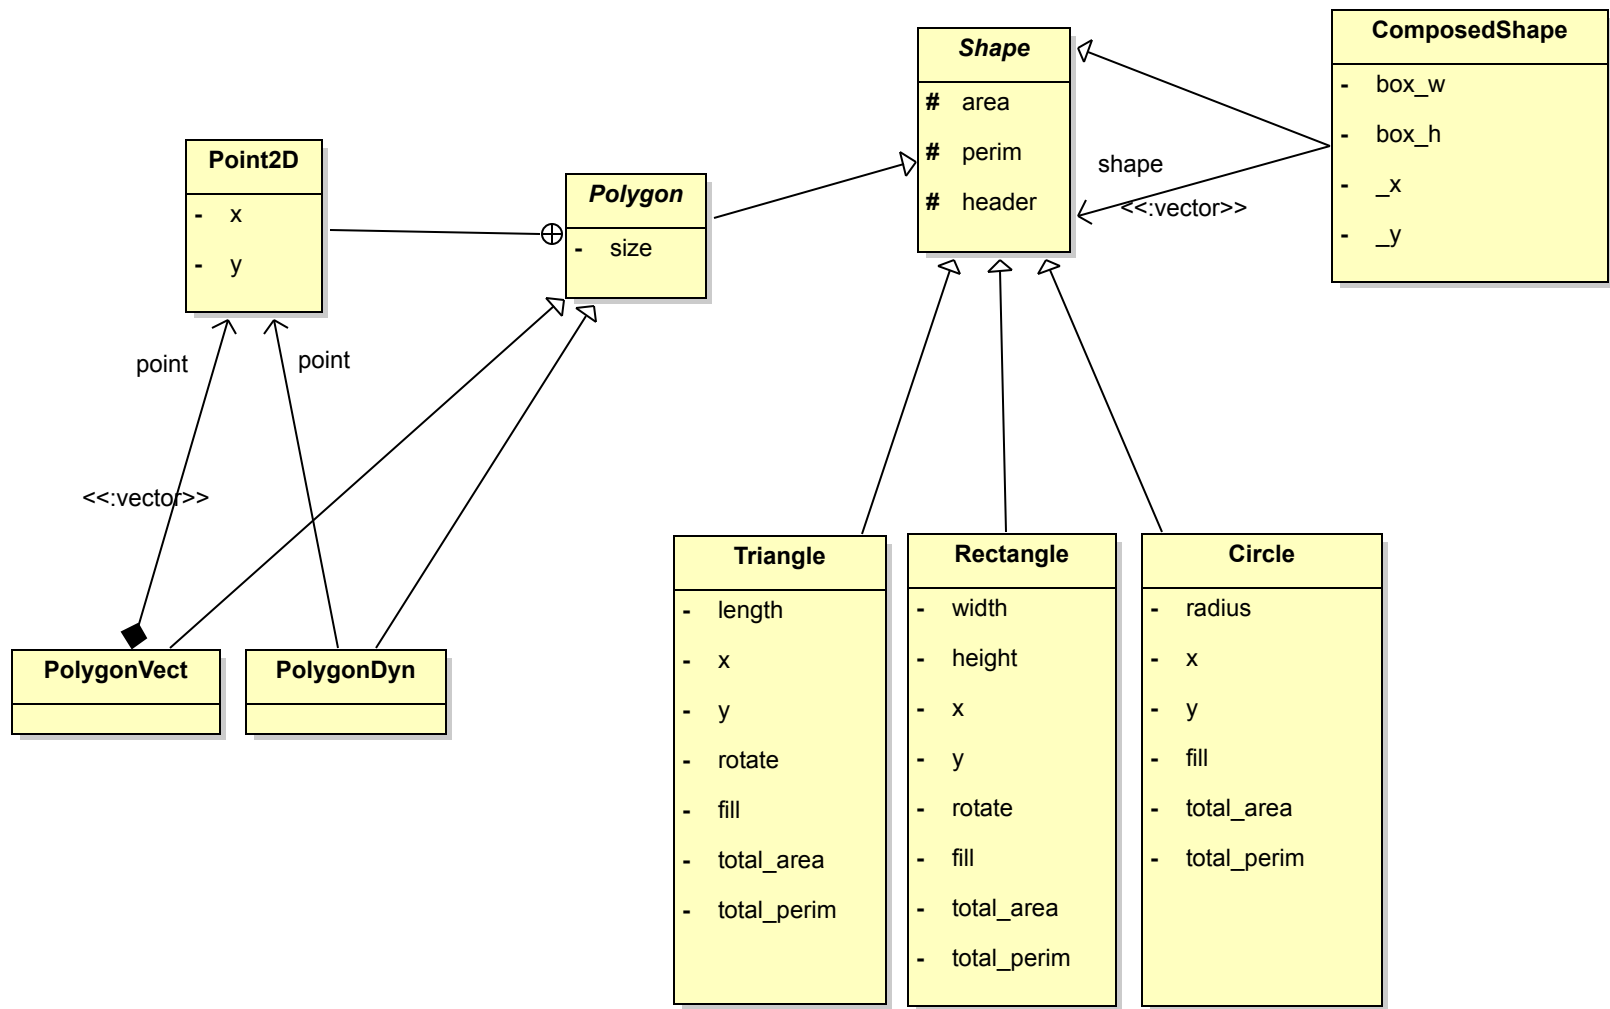 ComposedShape
- box_w
- box_h
- _x
- _y
Shape
# area
# perim
# header
shape
<<:vector>>
Point2D
- x
- y
Polygon
- size
point
point
<<:vector>>
PolygonVect
PolygonDyn
Triangle
- length
- x
- y
- rotate
- fill
- total_area
- total_perim
Rectangle
- width
- height
- x
- y
- rotate
- fill
- total_area
- total_perim
Circle
- radius
- x
- y
- fill
- total_area
- total_perim